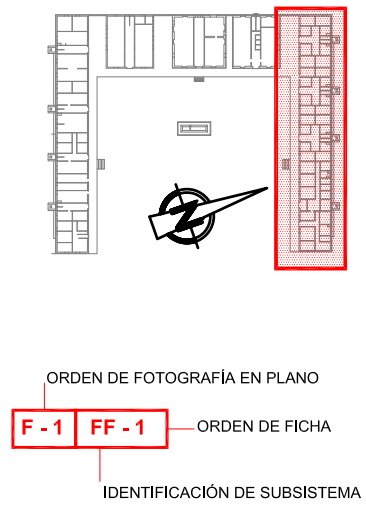 N
ORDEN DE FOTOGRAFÍA EN PLANO
F - 1 FF - 1 ORDEN DE FICHA
IDENTIFICACIÓN DE SUBSISTEMA